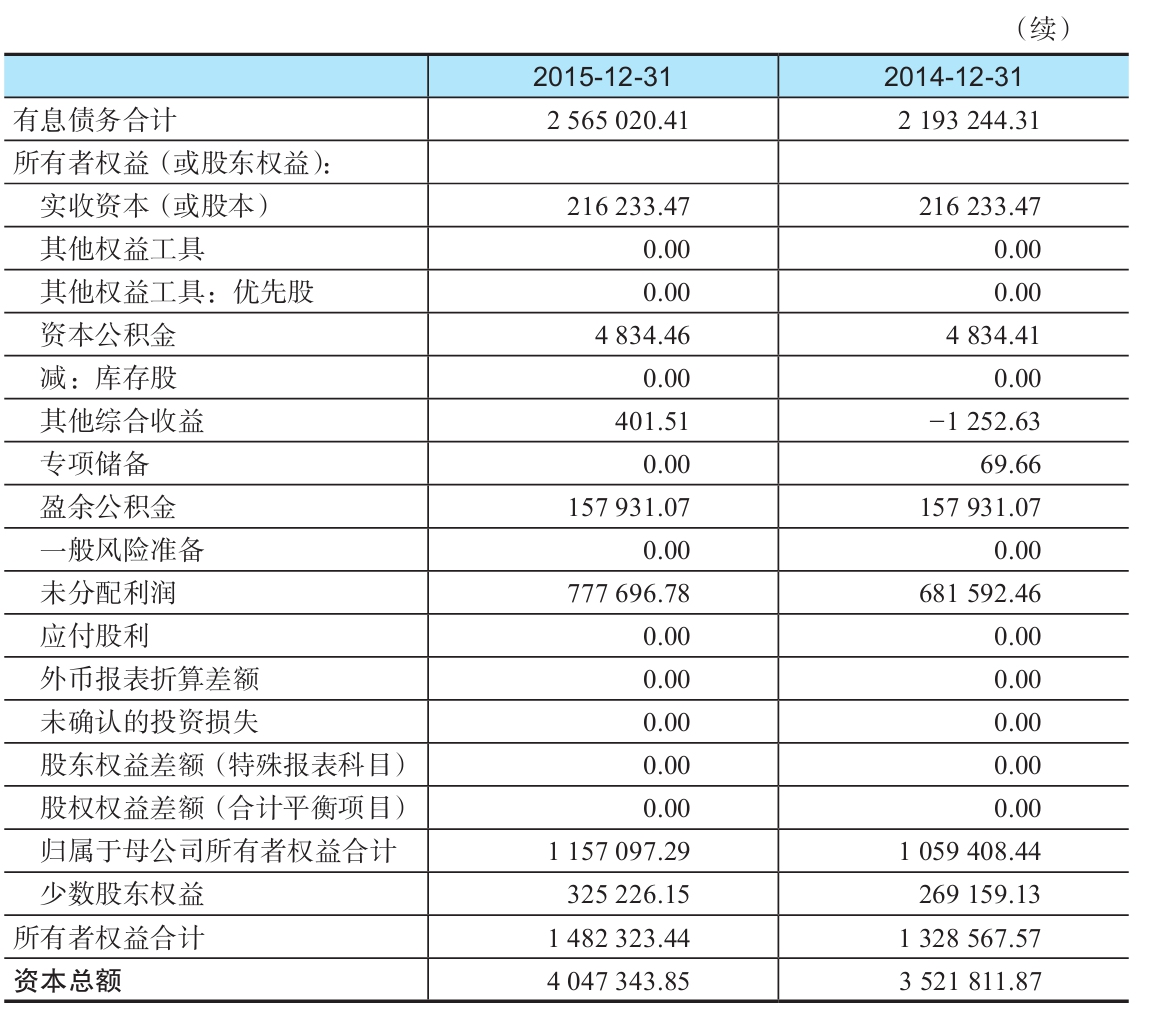 （续）
2015-12-31 2014-12-31
有息债务合计 2 565 020.41 2 193 244.31
所有者权益（或股东权益）：
实收资本（或股本） 216 233.47 216 233.47
其他权益工具 0.00 0.00
其他权益工具：优先股 0.00 0.00
资本公积金 4 834.46 4 834.41
减：库存股 0.00 0.00
其他综合收益 401.51 −1 252.63
专项储备 0.00 69.66
盈余公积金 157 931.07 157 931.07
一般风险准备 0.00 0.00
未分配利润 777 696.78 681 592.46
应付股利 0.00 0.00
外币报表折算差额 0.00 0.00
未确认的投资损失 0.00 0.00
股东权益差额（特殊报表科目） 0.00 0.00
股权权益差额（合计平衡项目） 0.00 0.00
归属于母公司所有者权益合计 1 157 097.29 1 059 408.44
少数股东权益 325 226.15 269 159.13
所有者权益合计 1 482 323.44 1 328 567.57
资本总额 4 047 343.85 3 521 811.87